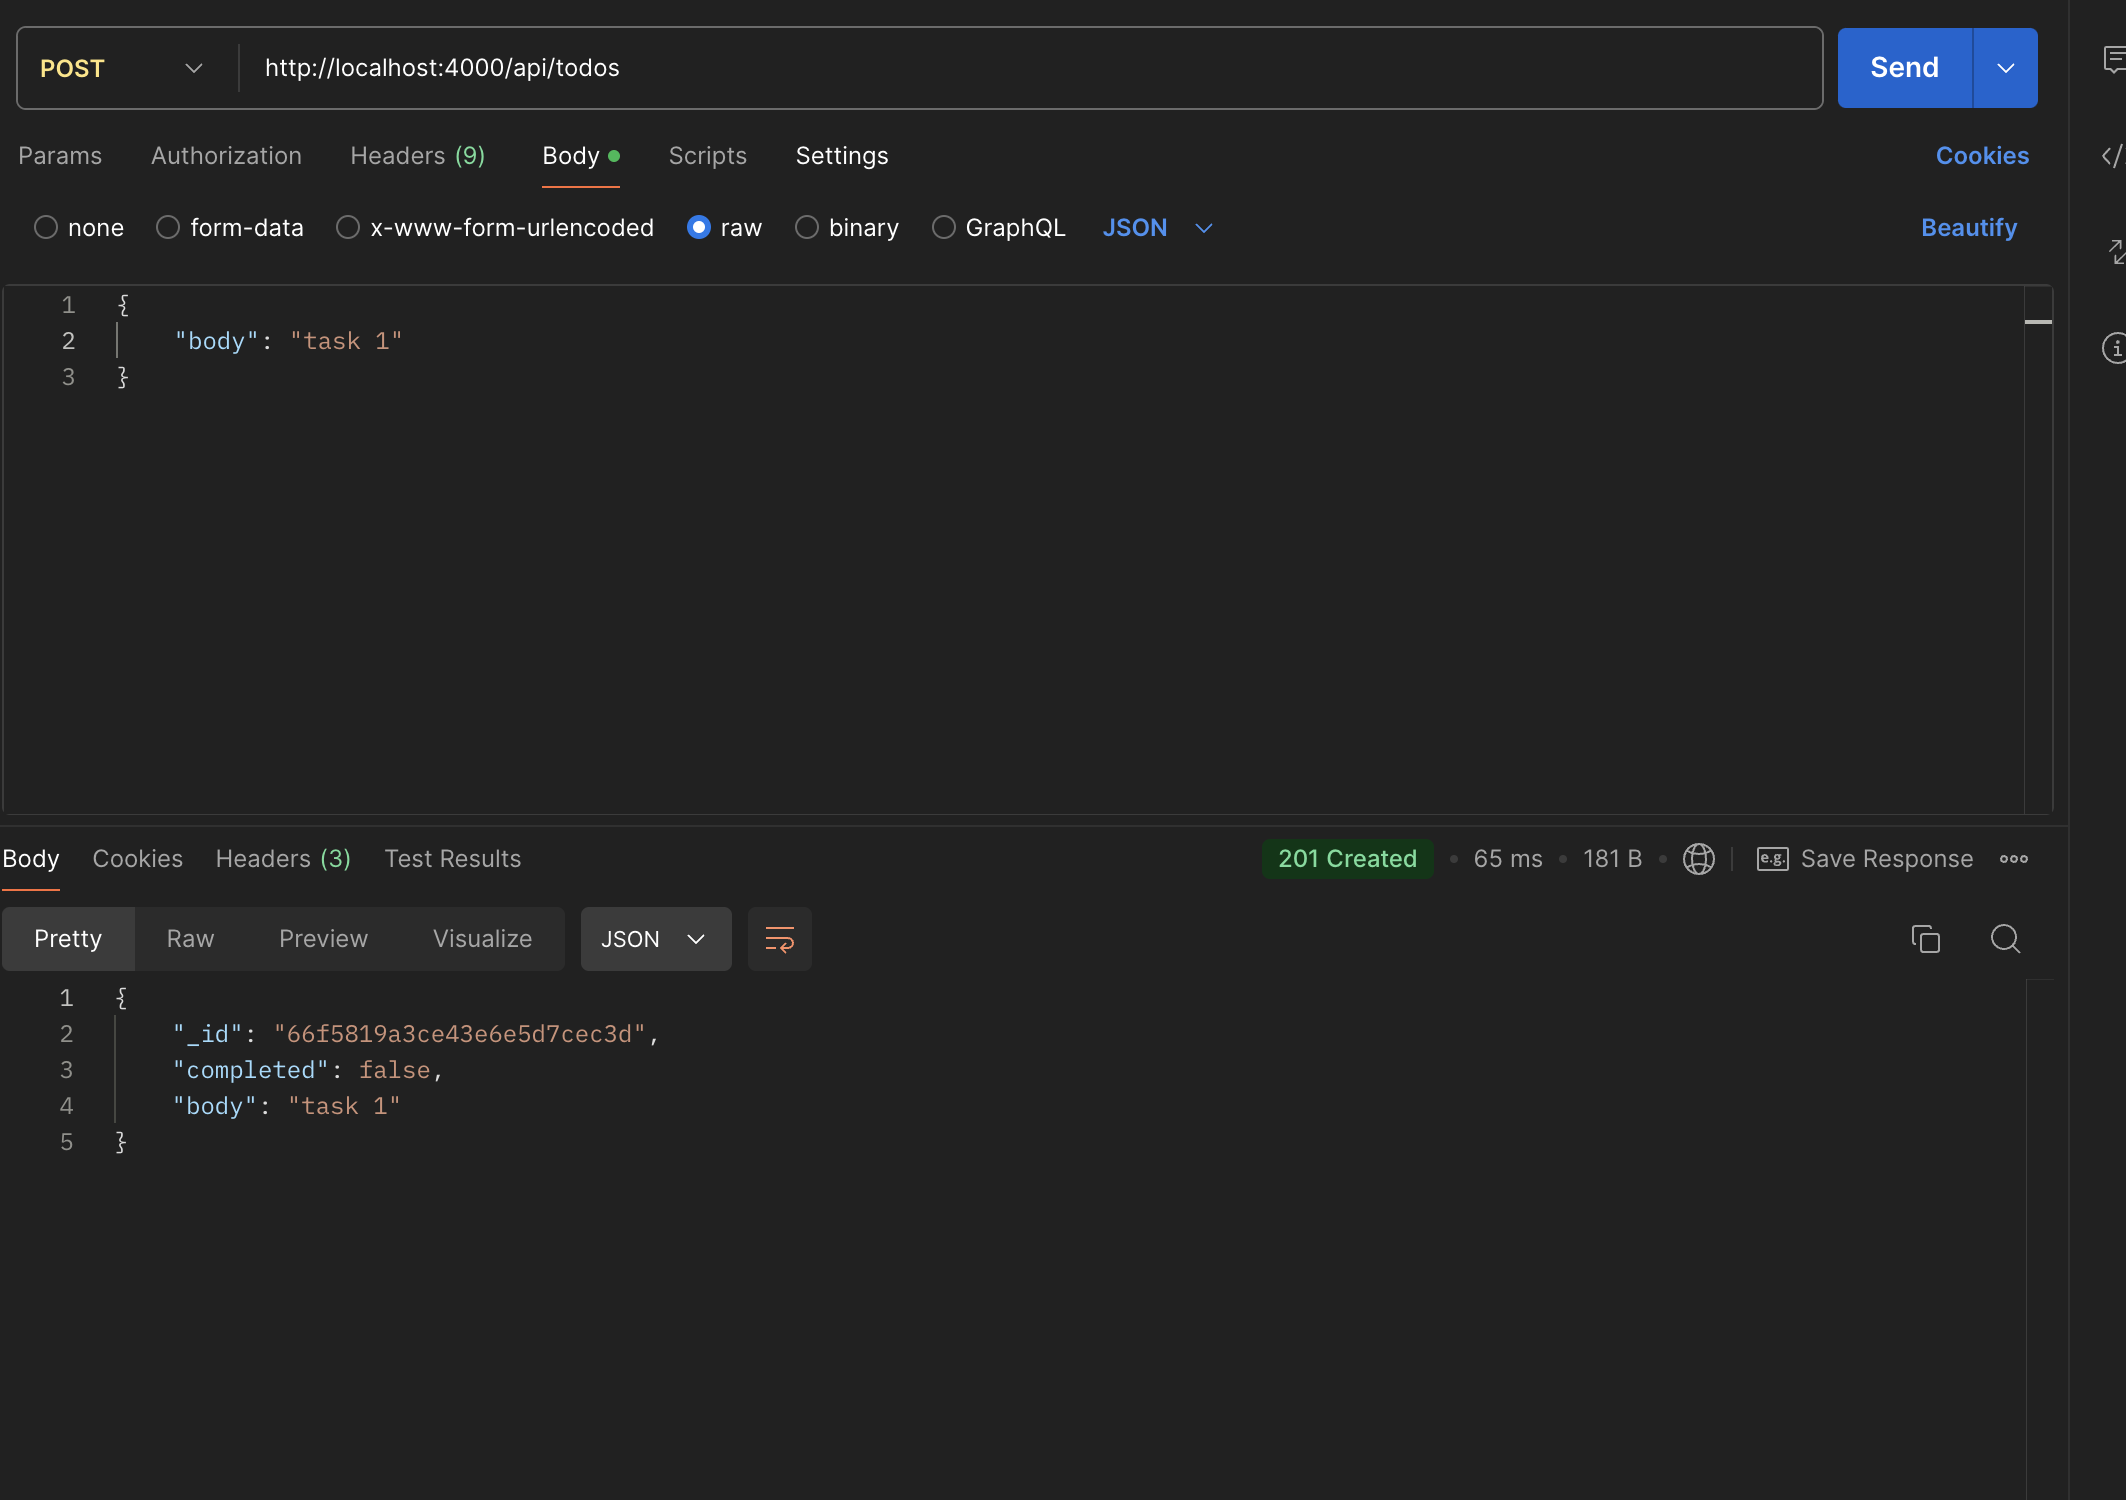 POST http://localhost:4000/api/todos Send
Params Authorization Headers (9) Body Scripts Settings Cookies
none form-data x-www-form-urlencoded raw binary GraphQL JSON Beautify
1 {
2 "body": "task 1"
3 }
Body Cookies Headers (3) Test Results 201 Created • 65 ms • 181 B • e.g. Save Response
Pretty Raw Preview Visualize JSON
1 {
2 "_id": "66f5819a3ce43e6e5d7cec3d",
3 "completed": false,
4 "body": "task 1"
5 }